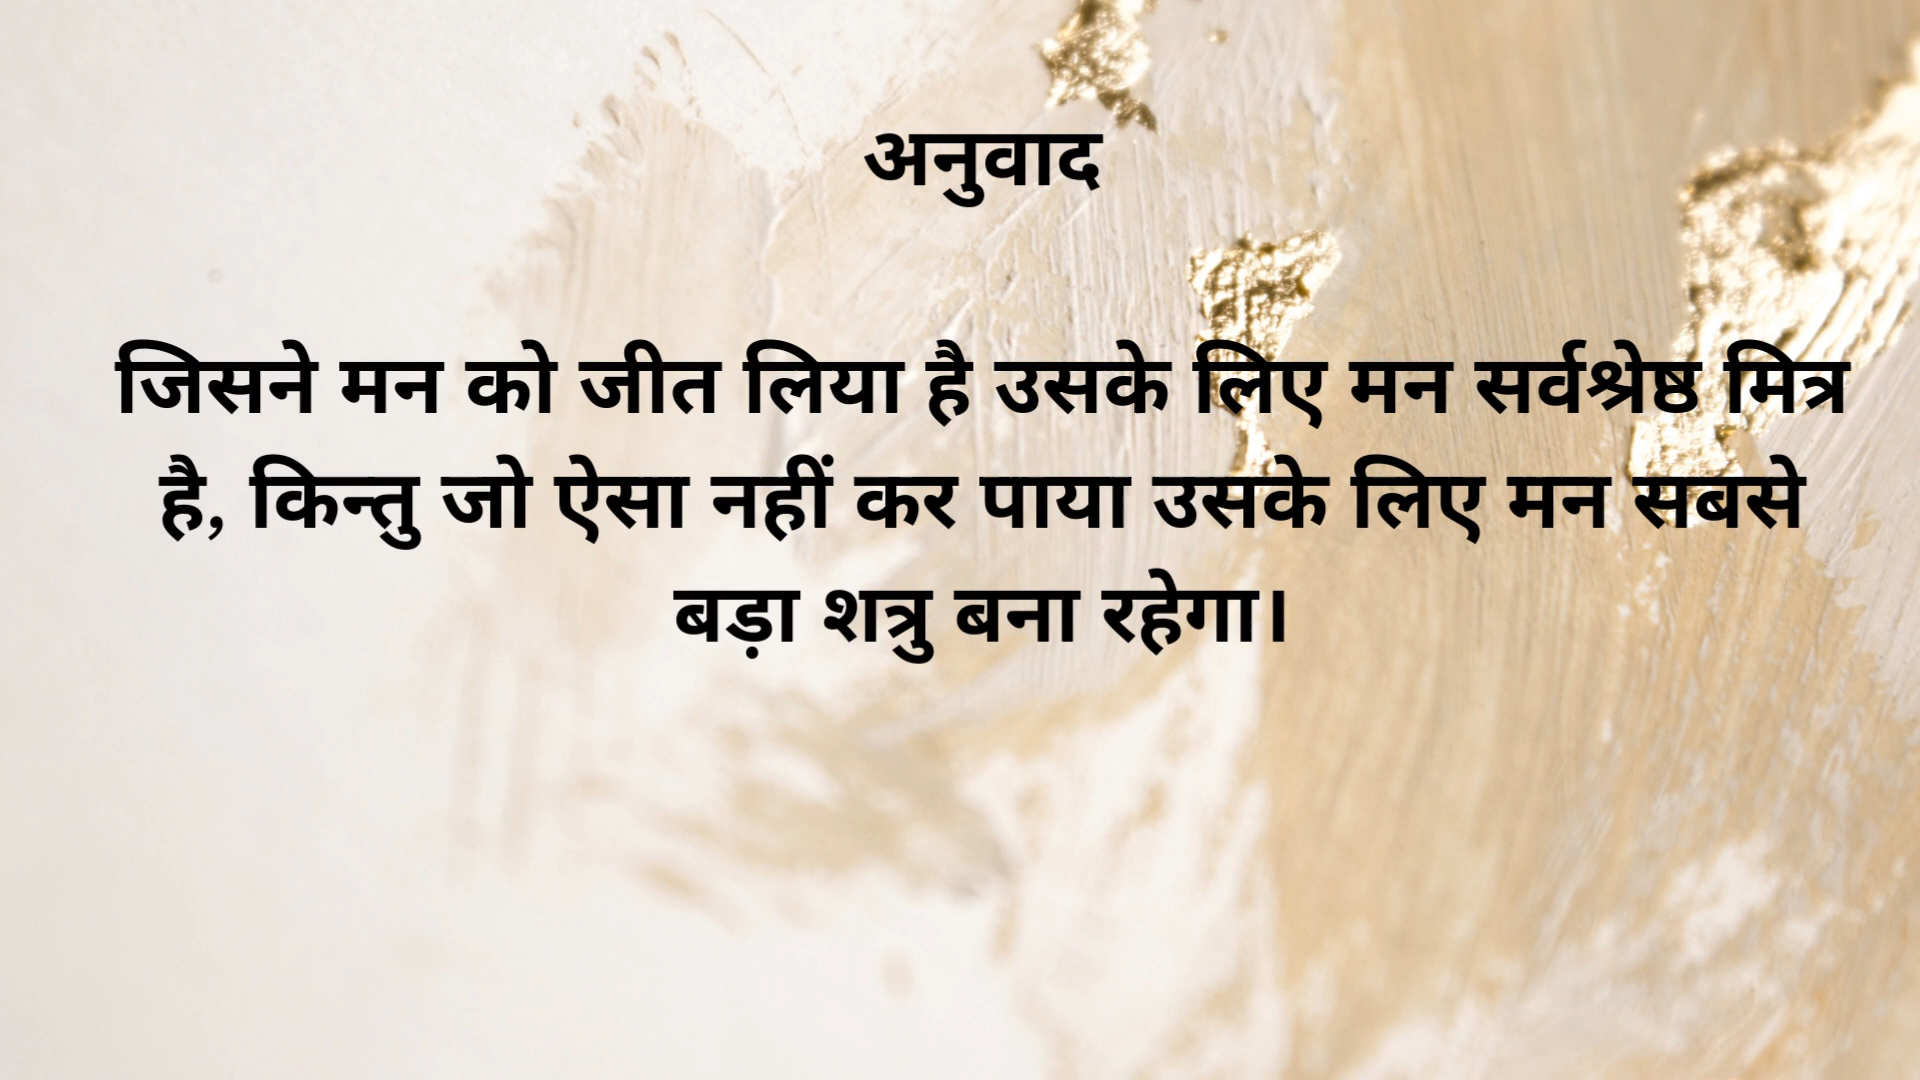 अनुवाद
जिसने मन को जीत लिया है उसके लिए मन सर्वश्रेष्ठ मित्र
है, किन्तु जो ऐसा नहीं कर पाया उसके लिए मन सबसे
बड़ा शत्रु बना रहेगा।